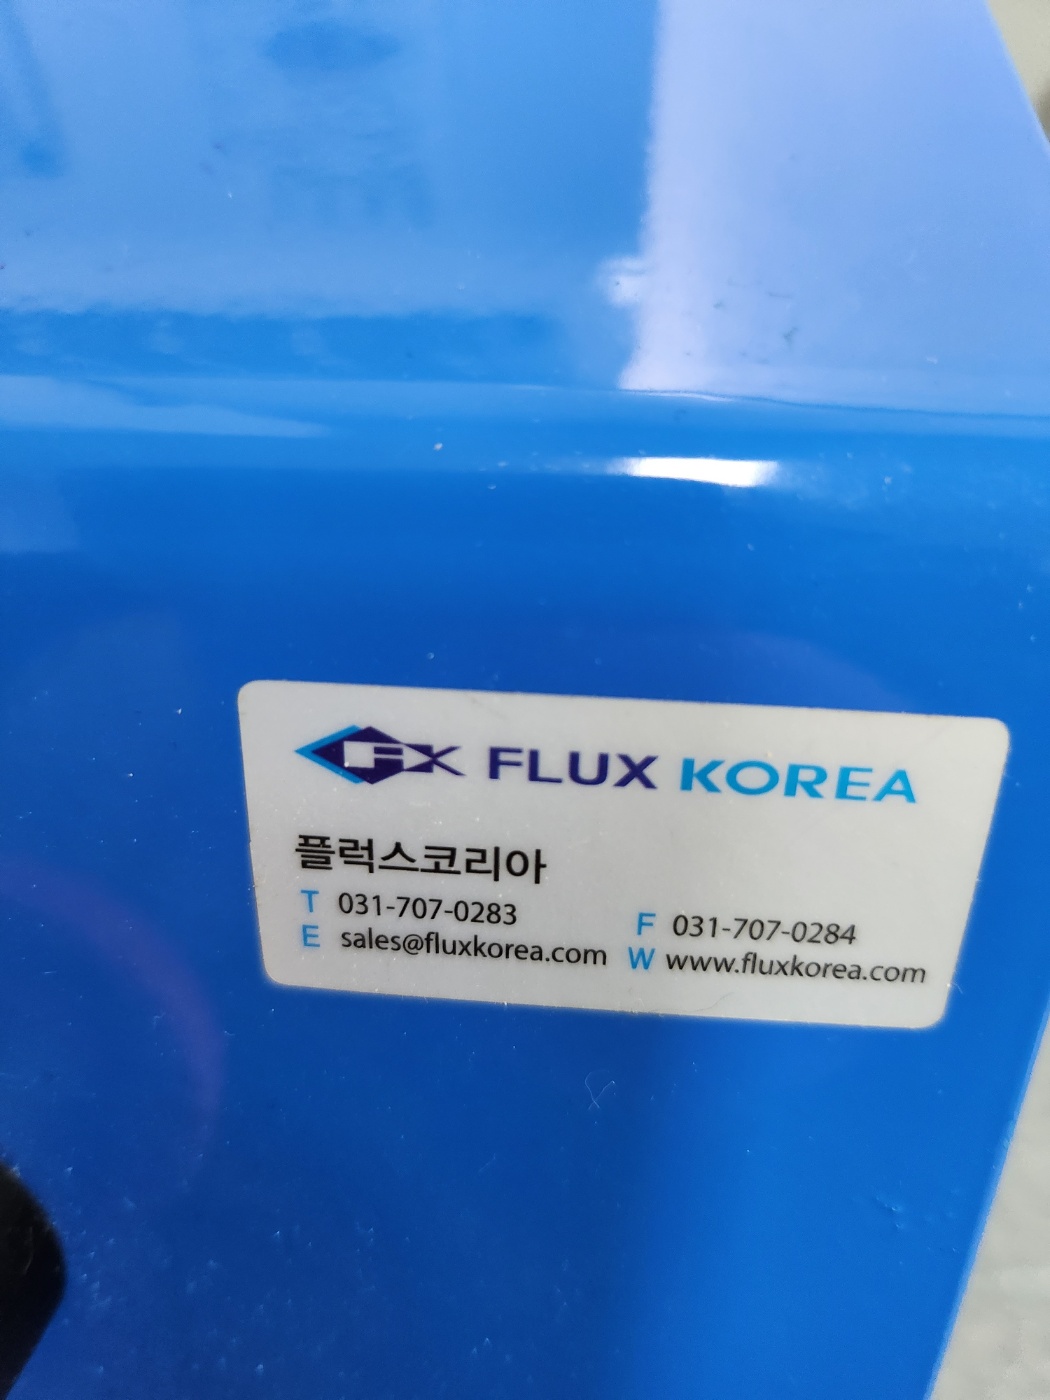 FK FLUX KOREA
플럭스코리아
T 031-707-0283 F 031-707-0284
E sales@fluxkorea.com W www.fluxkorea.com